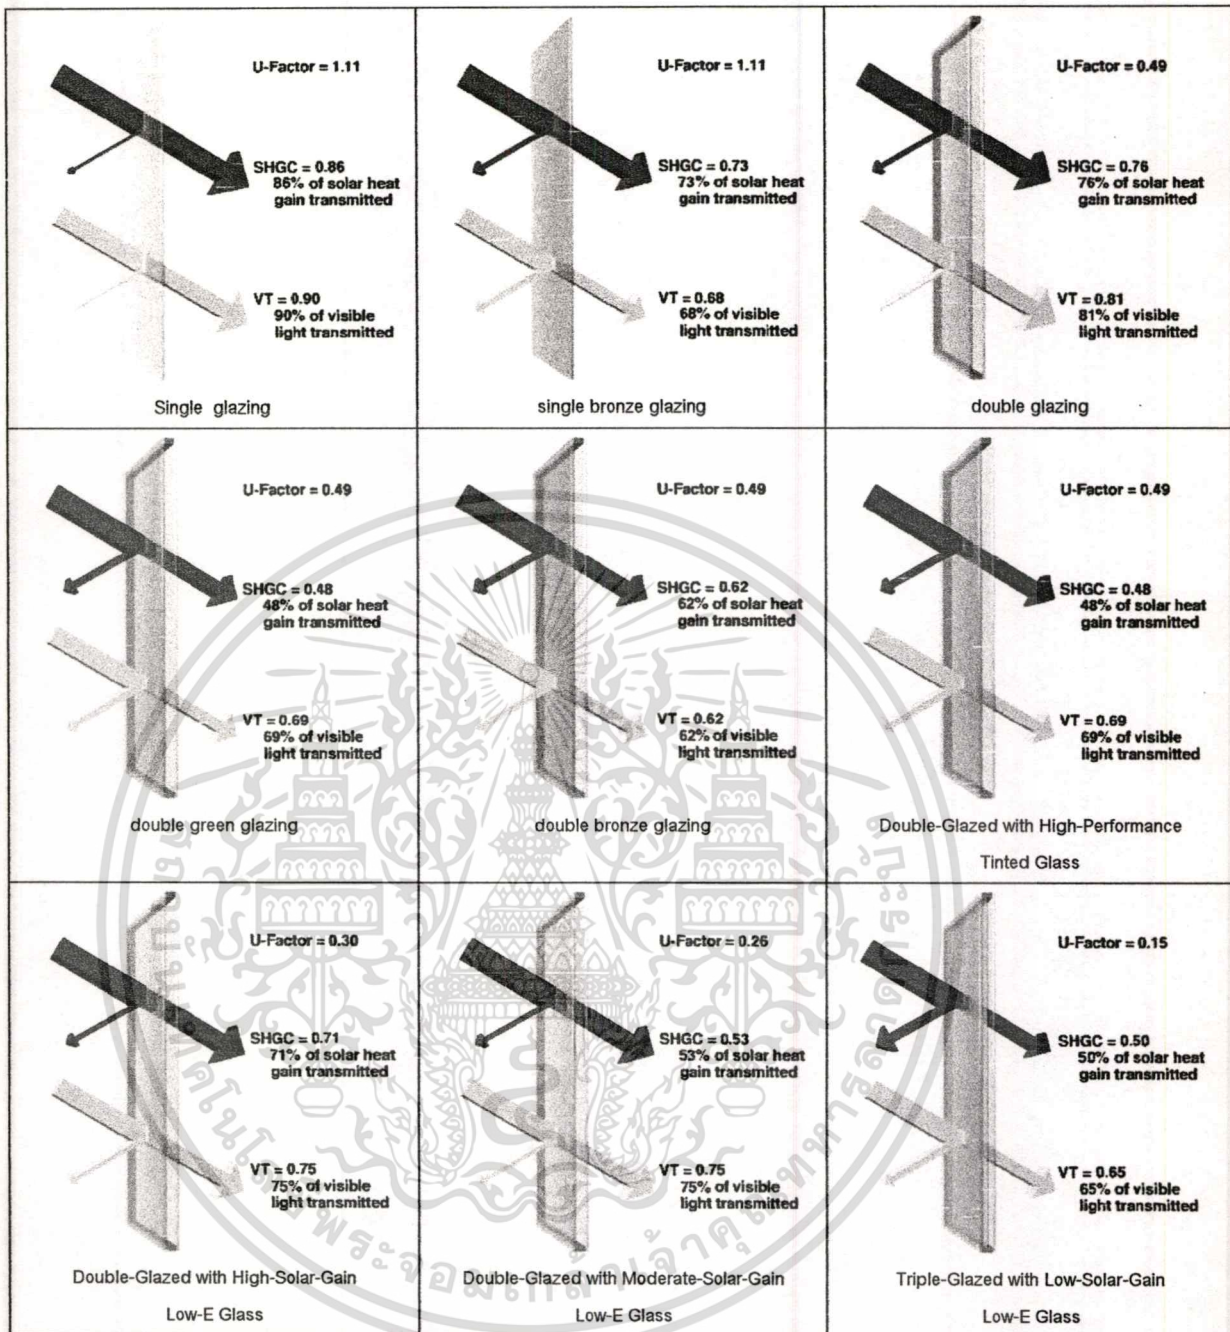 U-Factor = 1.11
SHGC = 0.86
86% of solar heat
gain transmitted
VT = 0.90
90% of visible
light transmitted
Single glazing
U-Factor = 1.11
SHGC = 0.73
73% of solar heat
gain transmitted
VT = 0.68
68% of visible
light transmitted
single bronze glazing
U-Factor = 0.49
SHGC = 0.76
76% of solar heat
gain transmitted
VT = 0.81
81% of visible
light transmitted
double glazing
U-Factor = 0.49
SHGC = 0.48
48% of solar heat
gain transmitted
VT = 0.69
69% of visible
light transmitted
double green glazing
U-Factor = 0.49
SHGC = 0.62
62% of solar heat
gain transmitted
VT = 0.62
62% of visible
light transmitted
double bronze glazing
U-Factor = 0.49
SHGC = 0.48
48% of solar heat
gain transmitted
VT = 0.69
69% of visible
light transmitted
Double-Glazed with High-Performance
Tinted Glass
U-Factor = 0.30
SHGC = 0.71
71% of solar heat
gain transmitted
VT = 0.75
75% of visible
light transmitted
Double-Glazed with High-Solar-Gain
Low-E Glass
U-Factor = 0.26
SHGC = 0.53
53% of solar heat
gain transmitted
VT = 0.75
75% of visible
light transmitted
Double-Glazed with Moderate-Solar-Gain
Low-E Glass
U-Factor = 0.15
SHGC = 0.50
50% of solar heat
gain transmitted
VT = 0.65
65% of visible
light transmitted
Triple-Glazed with Low-Solar-Gain
Low-E Glass